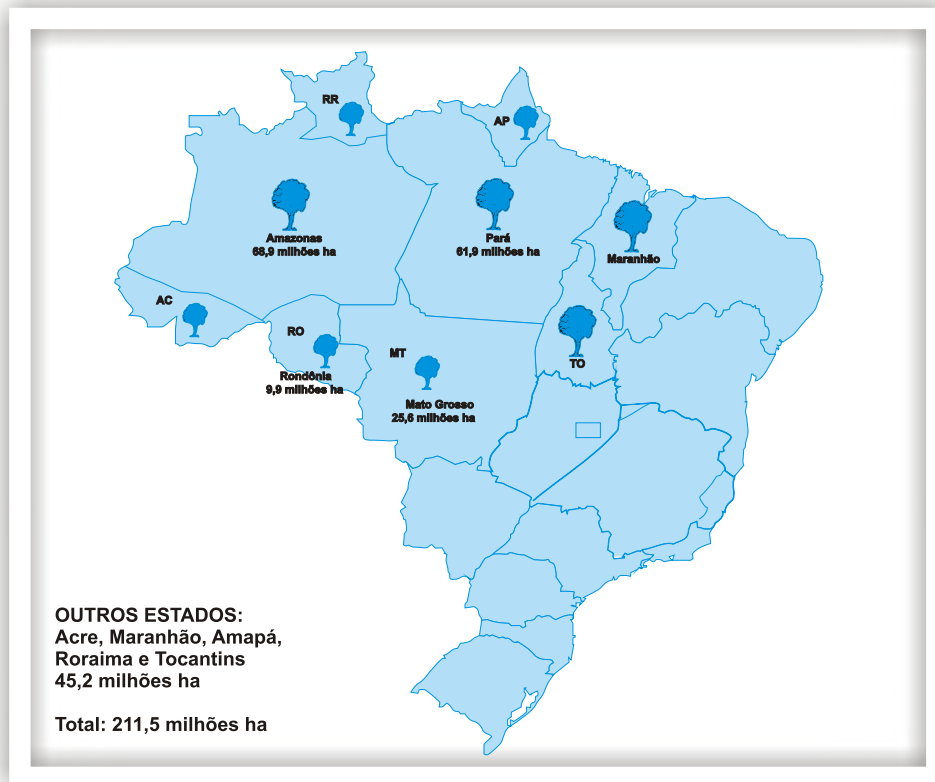 RR
AP
Amazonas
68,9 milhões ha
Pará
61,9 milhões ha
Maranhão
AC
RO
Rondônia
9,9 milhões ha
MT
Mato Grosso
25,6 milhões ha
TO
OUTROS ESTADOS:
Acre, Maranhão, Amapá,
Roraima e Tocantins
45,2 milhões ha
Total: 211,5 milhões ha